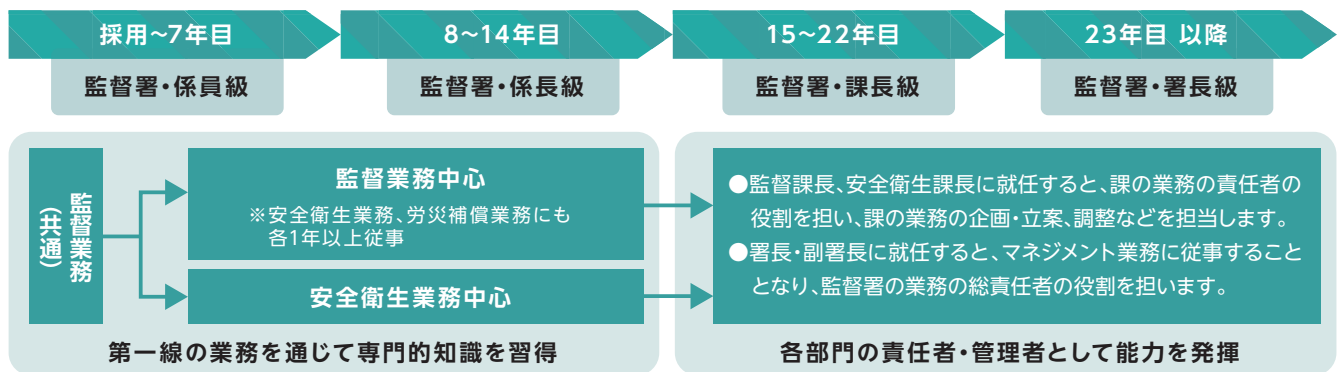 採用~7年目
8~14年目
15~22年目
23年目 以降
監督署・係員級
監督署・係長級
監督署・課長級
監督署・署長級
監督業務
(共通)
監督業務中心
※安全衛生業務、労災補償業務にも
各1年以上従事
安全衛生業務中心
第一線の業務を通じて専門的知識を習得
●監督課長、安全衛生課長に就任すると、課の業務の責任者の
役割を担い、課の業務の企画・立案、調整などを担当します。
●署長・副署長に就任すると、マネジメント業務に従事すること
となり、監督署の業務の総責任者の役割を担います。
各部門の責任者・管理者として能力を発揮